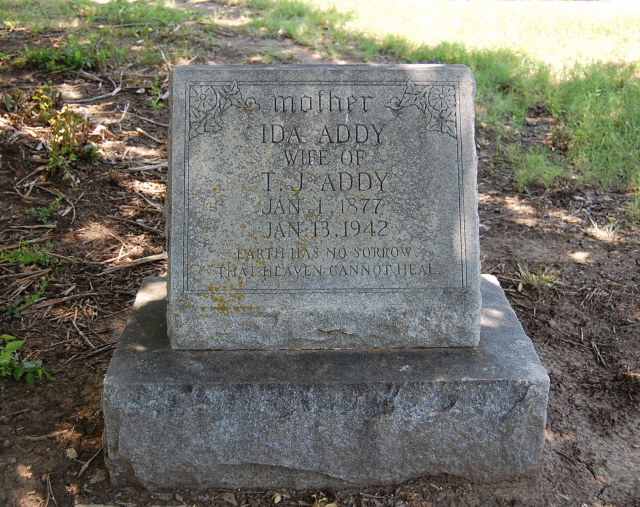 mother
IDA ADDY
WIFE OF
T. J. ADDY
JAN. 1, 1877
JAN 13, 1942
EARTH HAS NO SORROW
THAT HEAVEN CANNOT HEAL.